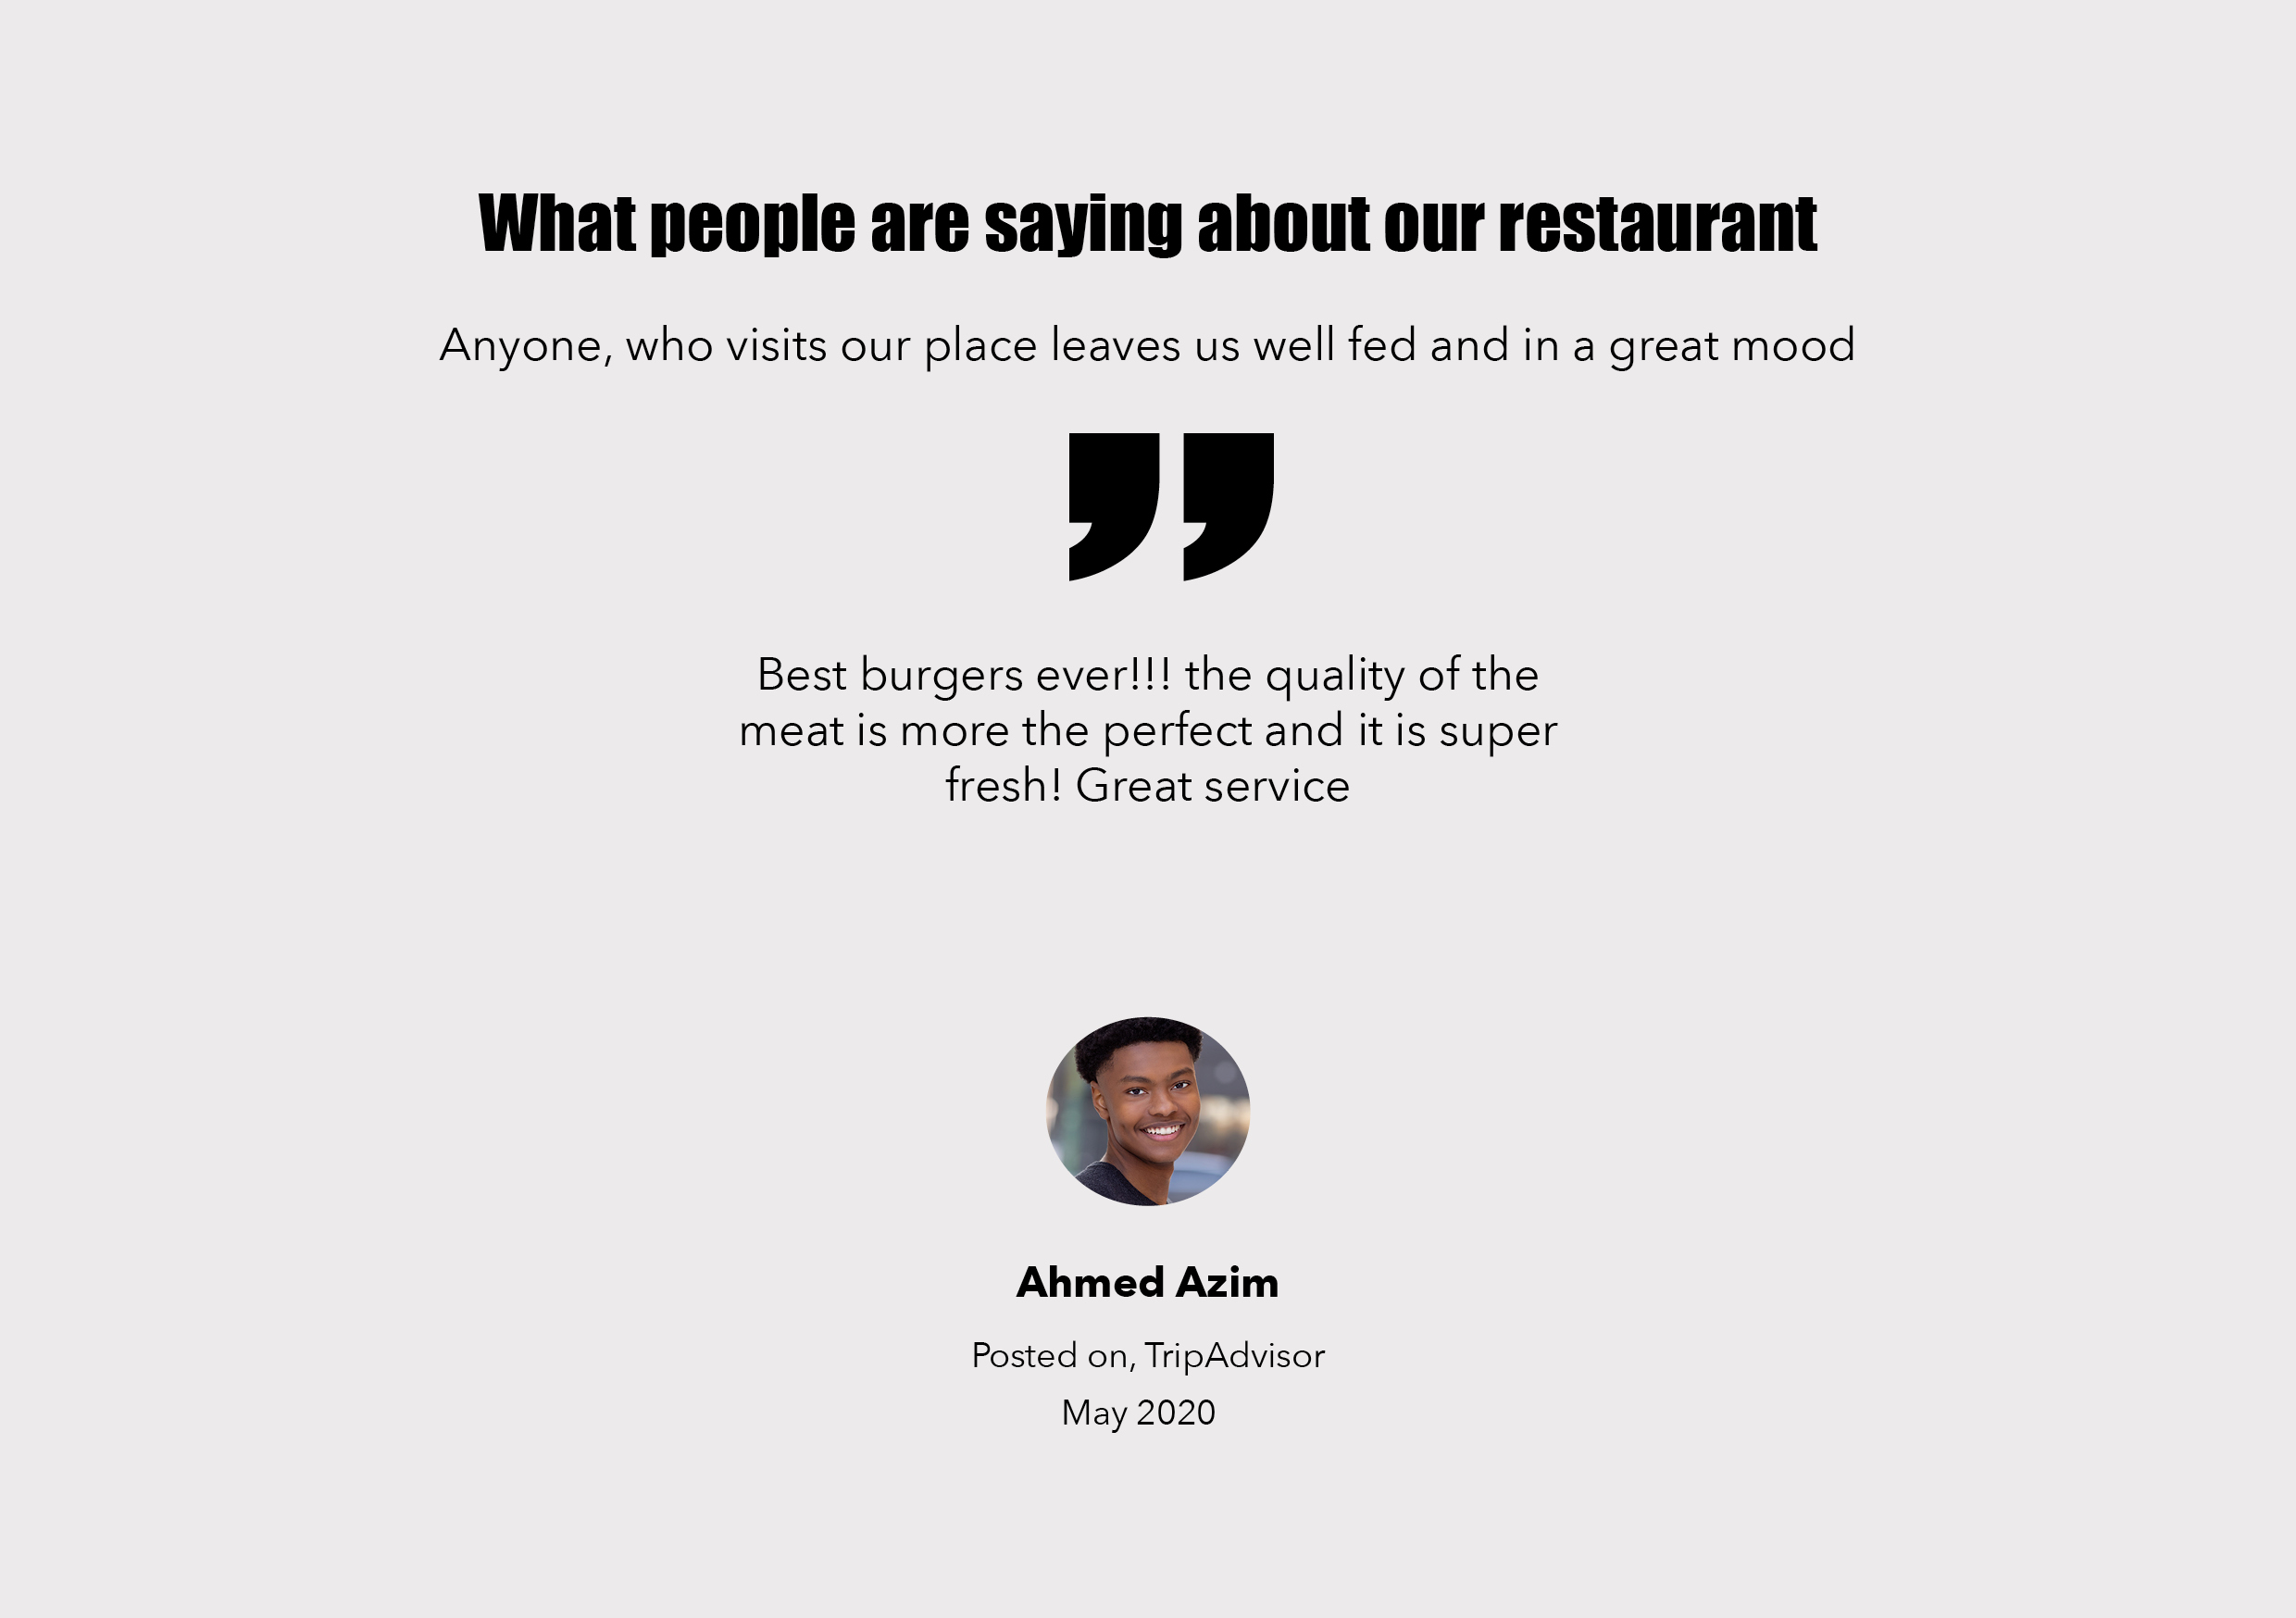 What people are saying about our restaurant
Anyone, who visits our place leaves us well fed and in a great mood
”
Best burgers ever!!! the quality of the
meat is more the perfect and it is super
fresh! Great service
Ahmed Azim
Posted on, TripAdvisor
May 2020